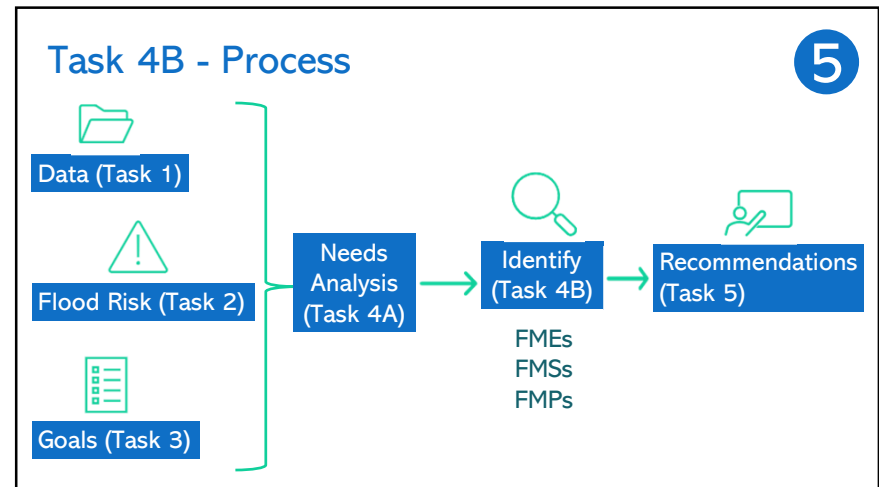 Task 4B - Process
5
Data (Task 1)
Flood Risk (Task 2)
Goals (Task 3)
Needs
Analysis
(Task 4A)
Identify
(Task 4B)
FMEs
FMSs
FMPs
Recommendations
(Task 5)